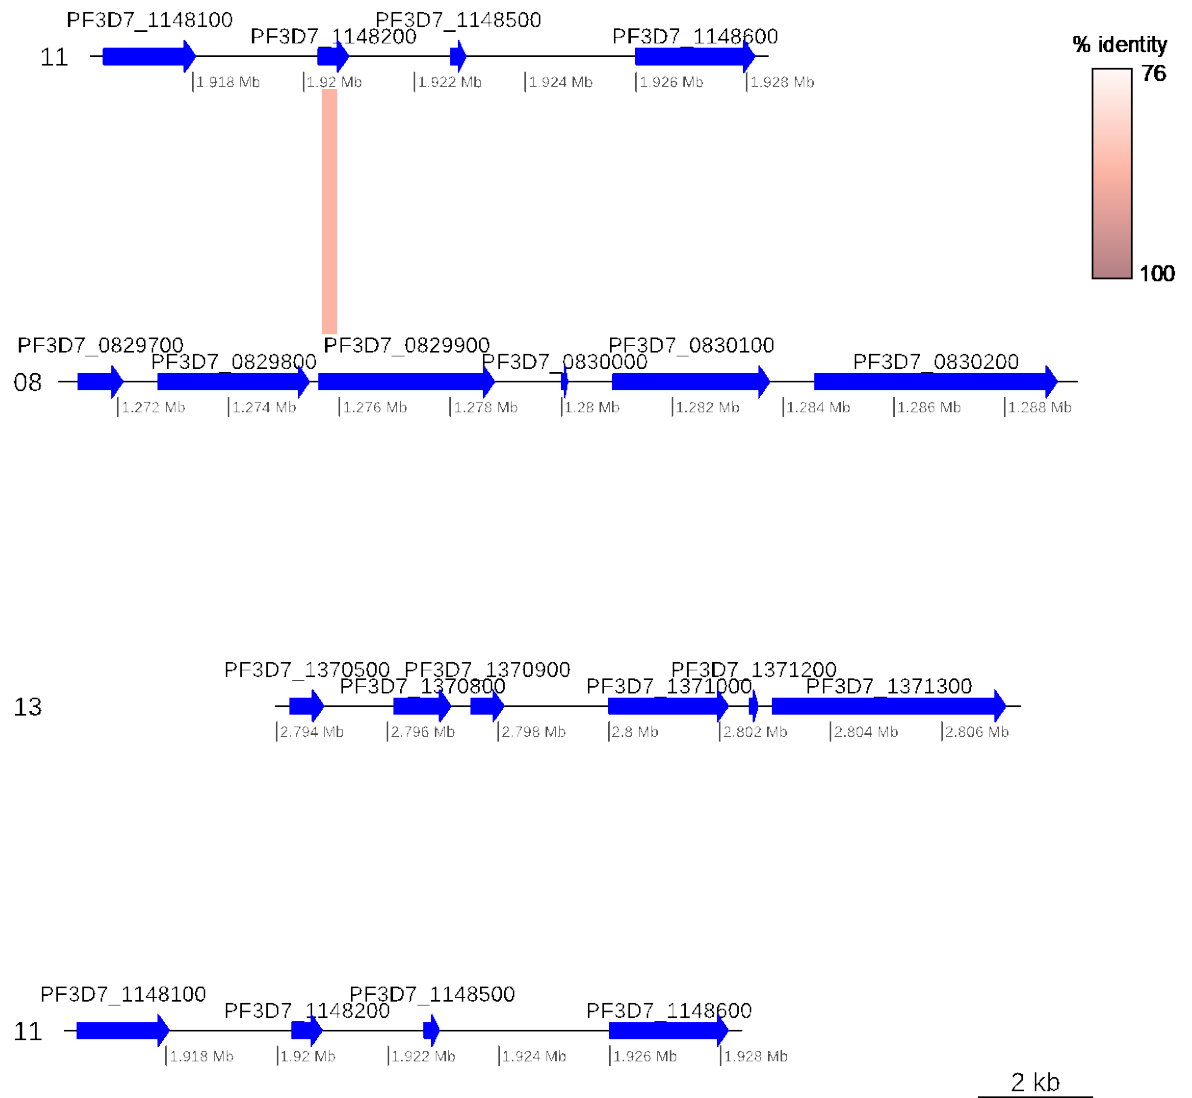 PF3D7_1148100 PF3D7_1148500
PF3D7_1148200 PF3D7_1148600
11
1.918 Mb 1.92 Mb 1.922 Mb 1.924 Mb 1.926 Mb 1.928 Mb
% identity
76
100
PF3D7_0829700 PF3D7_0829900 PF3D7_0830100
PF3D7_0829800 PF3D7_0830000 PF3D7_0830200
08
1.272 Mb 1.274 Mb 1.276 Mb 1.278 Mb 1.28 Mb 1.282 Mb 1.284 Mb 1.286 Mb 1.288 Mb
PF3D7_1370500 PF3D7_1370900 PF3D7_1371200
PF3D7_1370800 PF3D7_1371000 PF3D7_1371300
13
2.794 Mb 2.796 Mb 2.798 Mb 2.8 Mb 2.802 Mb 2.804 Mb 2.806 Mb
PF3D7_1148100 PF3D7_1148500
PF3D7_1148200 PF3D7_1148600
11
1.918 Mb 1.92 Mb 1.922 Mb 1.924 Mb 1.926 Mb 1.928 Mb
2 kb